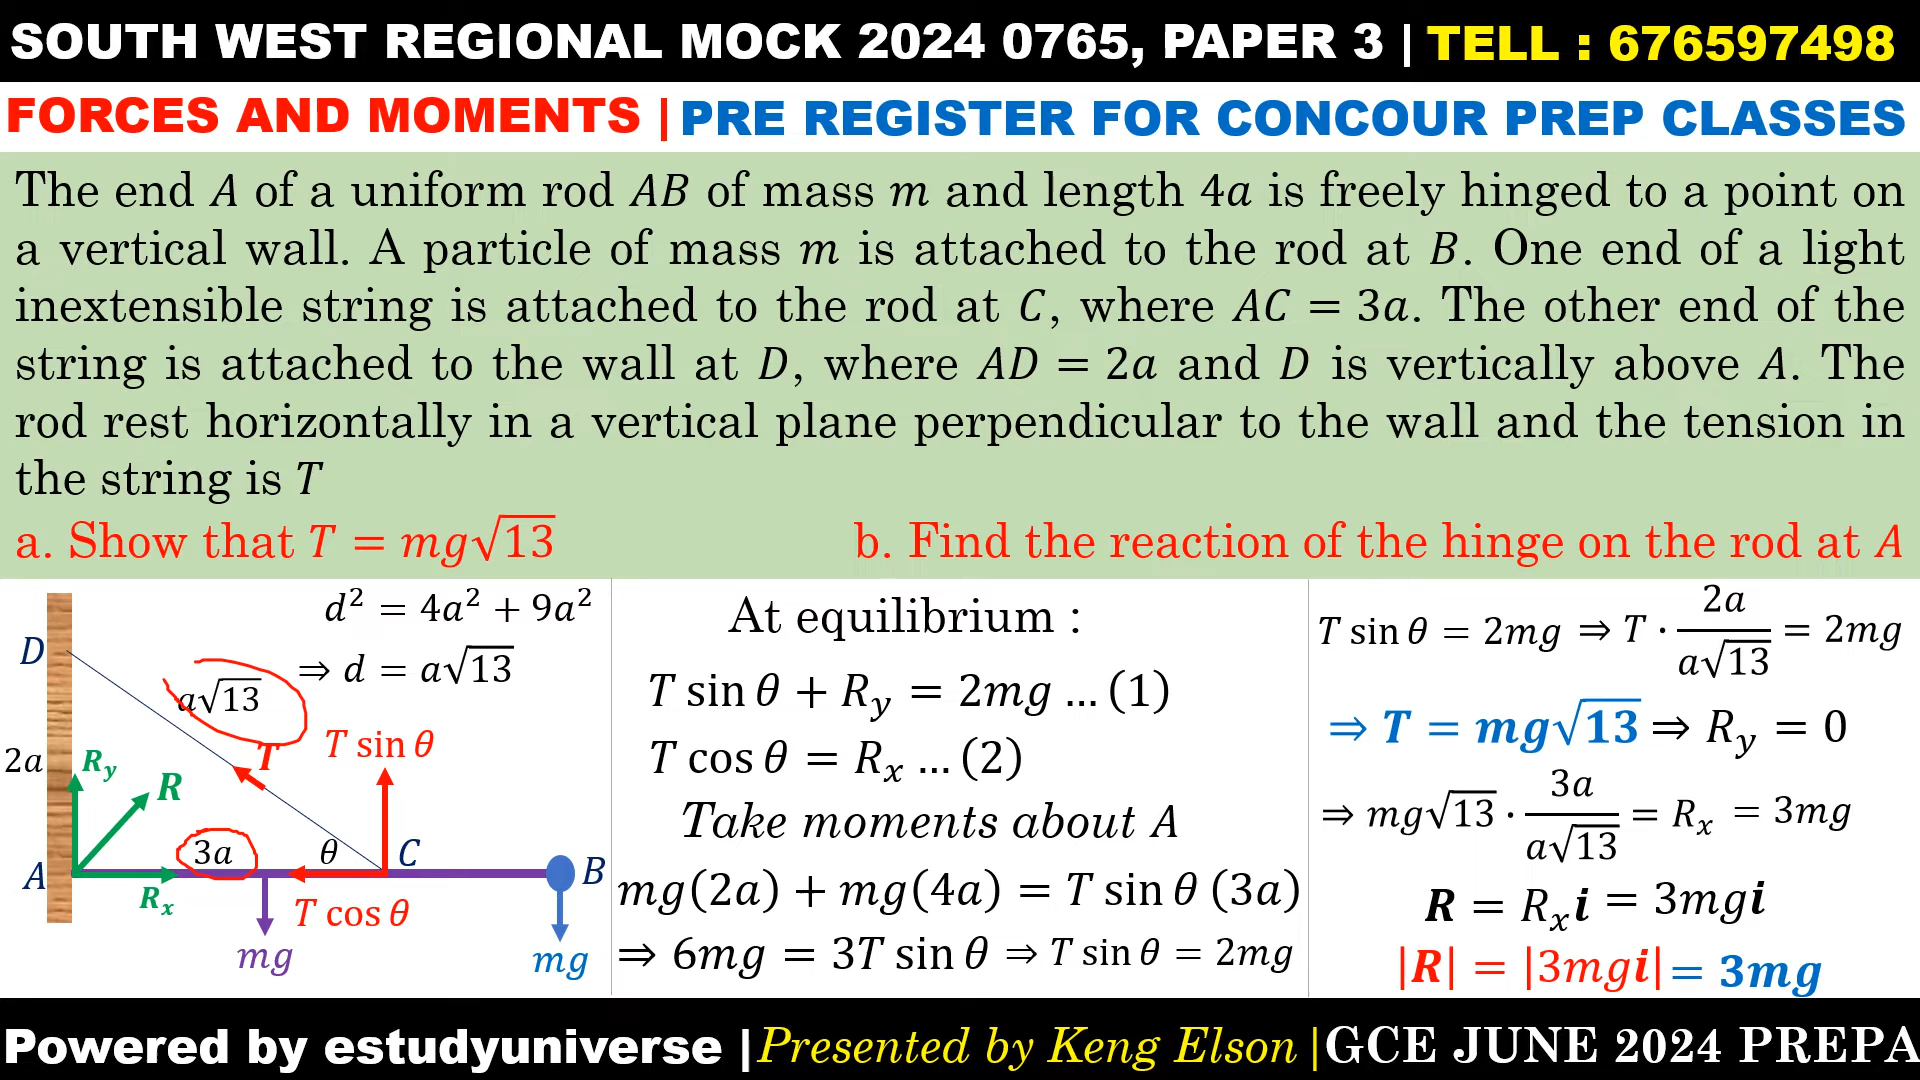 SOUTH WEST REGIONAL MOCK 2024 0765, PAPER 3 | TELL : 676597498
FORCES AND MOMENTS | PRE REGISTER FOR CONCOUR PREP CLASSES
The end A of a uniform rod AB of mass m and length 4a is freely hinged to a point on
a vertical wall. A particle of mass m is attached to the rod at B. One end of a light
inextensible string is attached to the rod at C, where AC = 3a. The other end of the
string is attached to the wall at D, where AD = 2a and D is vertically above A. The
rod rest horizontally in a vertical plane perpendicular to the wall and the tension in
the string is T
a. Show that T = mg√13
b. Find the reaction of the hinge on the rod at A
d² = 4a² + 9a²
⇒ d = a√13
D
a√13
T
T sin θ
2a
R_y
R
3a
θ
C
A
B
R_x
T cos θ
mg
mg
At equilibrium :
T sin θ + R_y = 2mg ... (1)
T cos θ = R_x ... (2)
Take moments about A
mg(2a) + mg(4a) = T sin θ (3a)
⇒ 6mg = 3T sin θ ⇒ T sin θ = 2mg
T sin θ = 2mg ⇒ T · 2a/a√13 = 2mg
⇒ T = mg√13 ⇒ R_y = 0
⇒ mg√13 · 3a/a√13 = R_x = 3mg
R = R_x i = 3mgi
|R| = |3mgi| = 3mg
Powered by estudyuniverse | Presented by Keng Elson | GCE JUNE 2024 PREPA